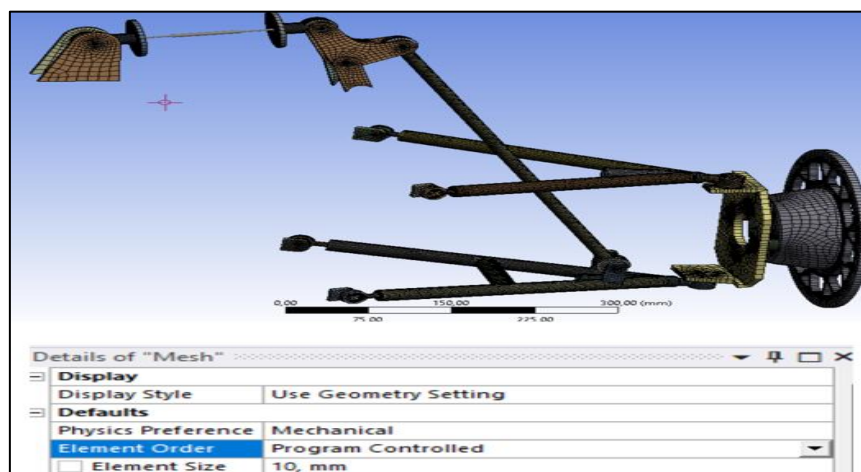 0,00 150,00 300,00 (mm)
75,00 225,00
Details of "Mesh"
Display
Display Style Use Geometry Setting
Defaults
Physics Preference Mechanical
Element Order Program Controlled
Element Size 10, mm